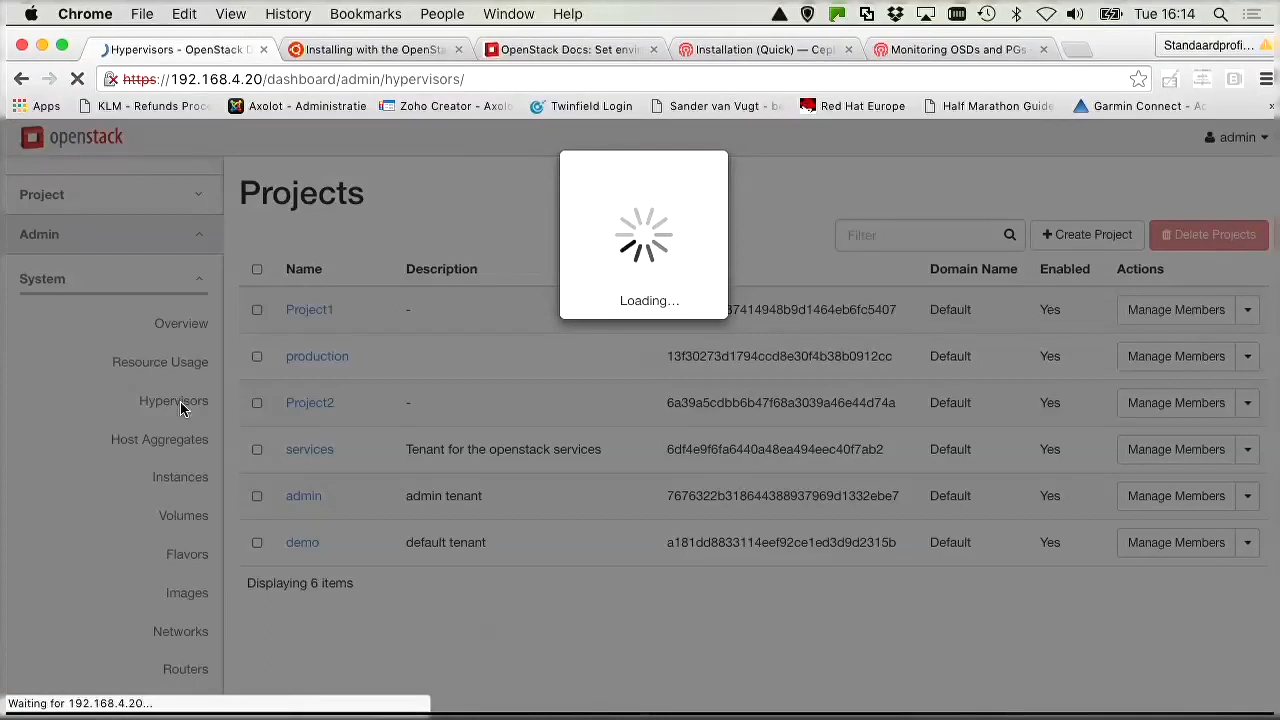 Chrome File Edit View History Bookmarks People Window Help Tue 16:14
Hypervisors - OpenStack D Installing with the OpenSta OpenStack Docs: Set envi Installation (Quick) — Ce Monitoring OSDs and PGs Standaardprofi...
https://192.168.4.20/dashboard/admin/hypervisors/
Apps KLM - Refunds Proc Axolot - Administratie Zoho Creator - Axol Twinfield Login Sander van Vugt - b Red Hat Europe Half Marathon Guide Garmin Connect - Ac
openstack admin
Project
Admin
System
Overview
Resource Usage
Hypervisors
Host Aggregates
Instances
Volumes
Flavors
Images
Networks
Routers
Projects
Filter Create Project Delete Projects
Loading...
Name Description Domain Name Enabled Actions
Project1 - 37414948b9d1464eb6fc5407 Default Yes Manage Members
production 13f30273d1794ccd8e30f4b38b0912cc Default Yes Manage Members
Project2 - 6a39a5cdbb6b47f68a3039a46e44d74a Default Yes Manage Members
services Tenant for the openstack services 6df4e9f6fa6440a48ea494eec40f7ab2 Default Yes Manage Members
admin admin tenant 7676322b318644388937969d1332ebe7 Default Yes Manage Members
demo default tenant a181dd8833114eef92ce1ed3d9d2315b Default Yes Manage Members
Displaying 6 items
Waiting for 192.168.4.20...